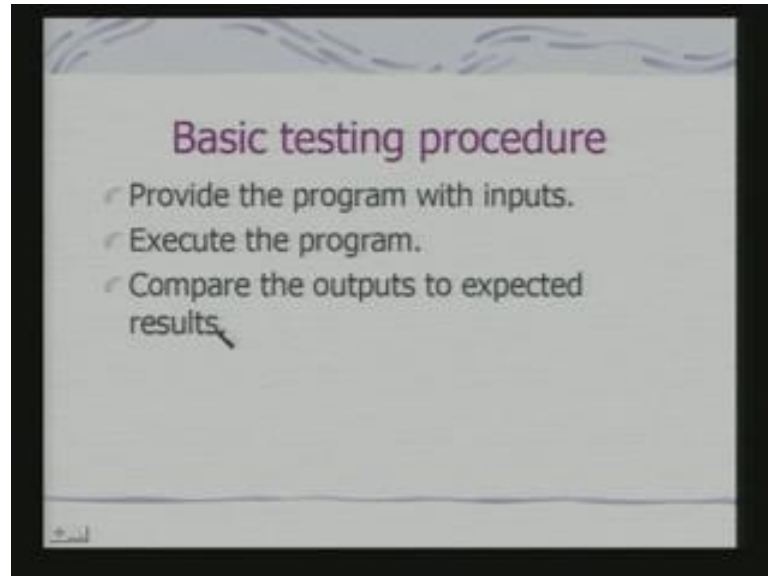 Basic testing procedure
Provide the program with inputs.
Execute the program.
Compare the outputs to expected
results.